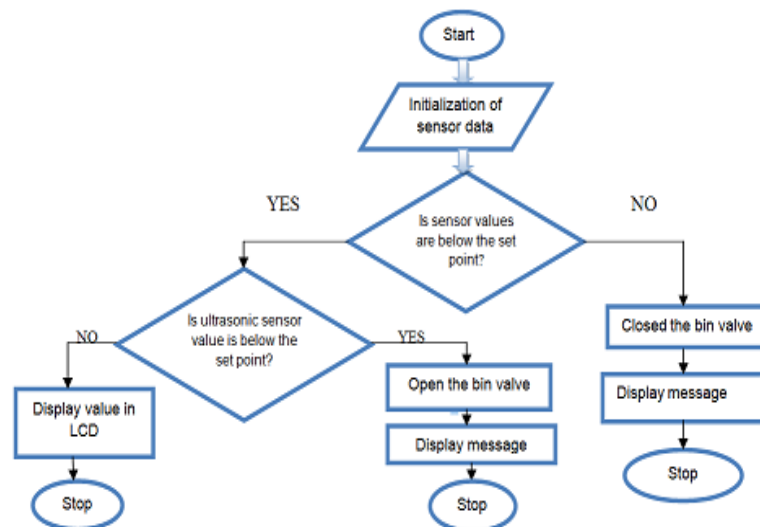 Start
Initialization of
sensor data
YES
NO
Is sensor values
are below the set
point?
Is ultrasonic sensor
value is below the
set point?
NO
YES
Closed the bin valve
Open the bin valve
Display value in
LCD
Display message
Display message
Stop
Stop
Stop